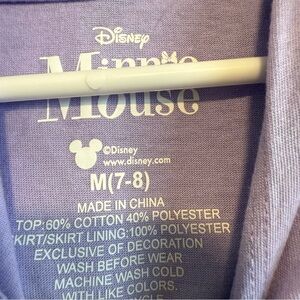 Disney
Minnie
Mouse
©Disney
www.disney.com
M(7-8)
MADE IN CHINA
TOP:60% COTTON 40% POLYESTER
KIRT/SKIRT LINING:100% POLYESTER
EXCLUSIVE OF DECORATION
WASH BEFORE WEAR
MACHINE WASH COLD
WITH LIKE COLORS.